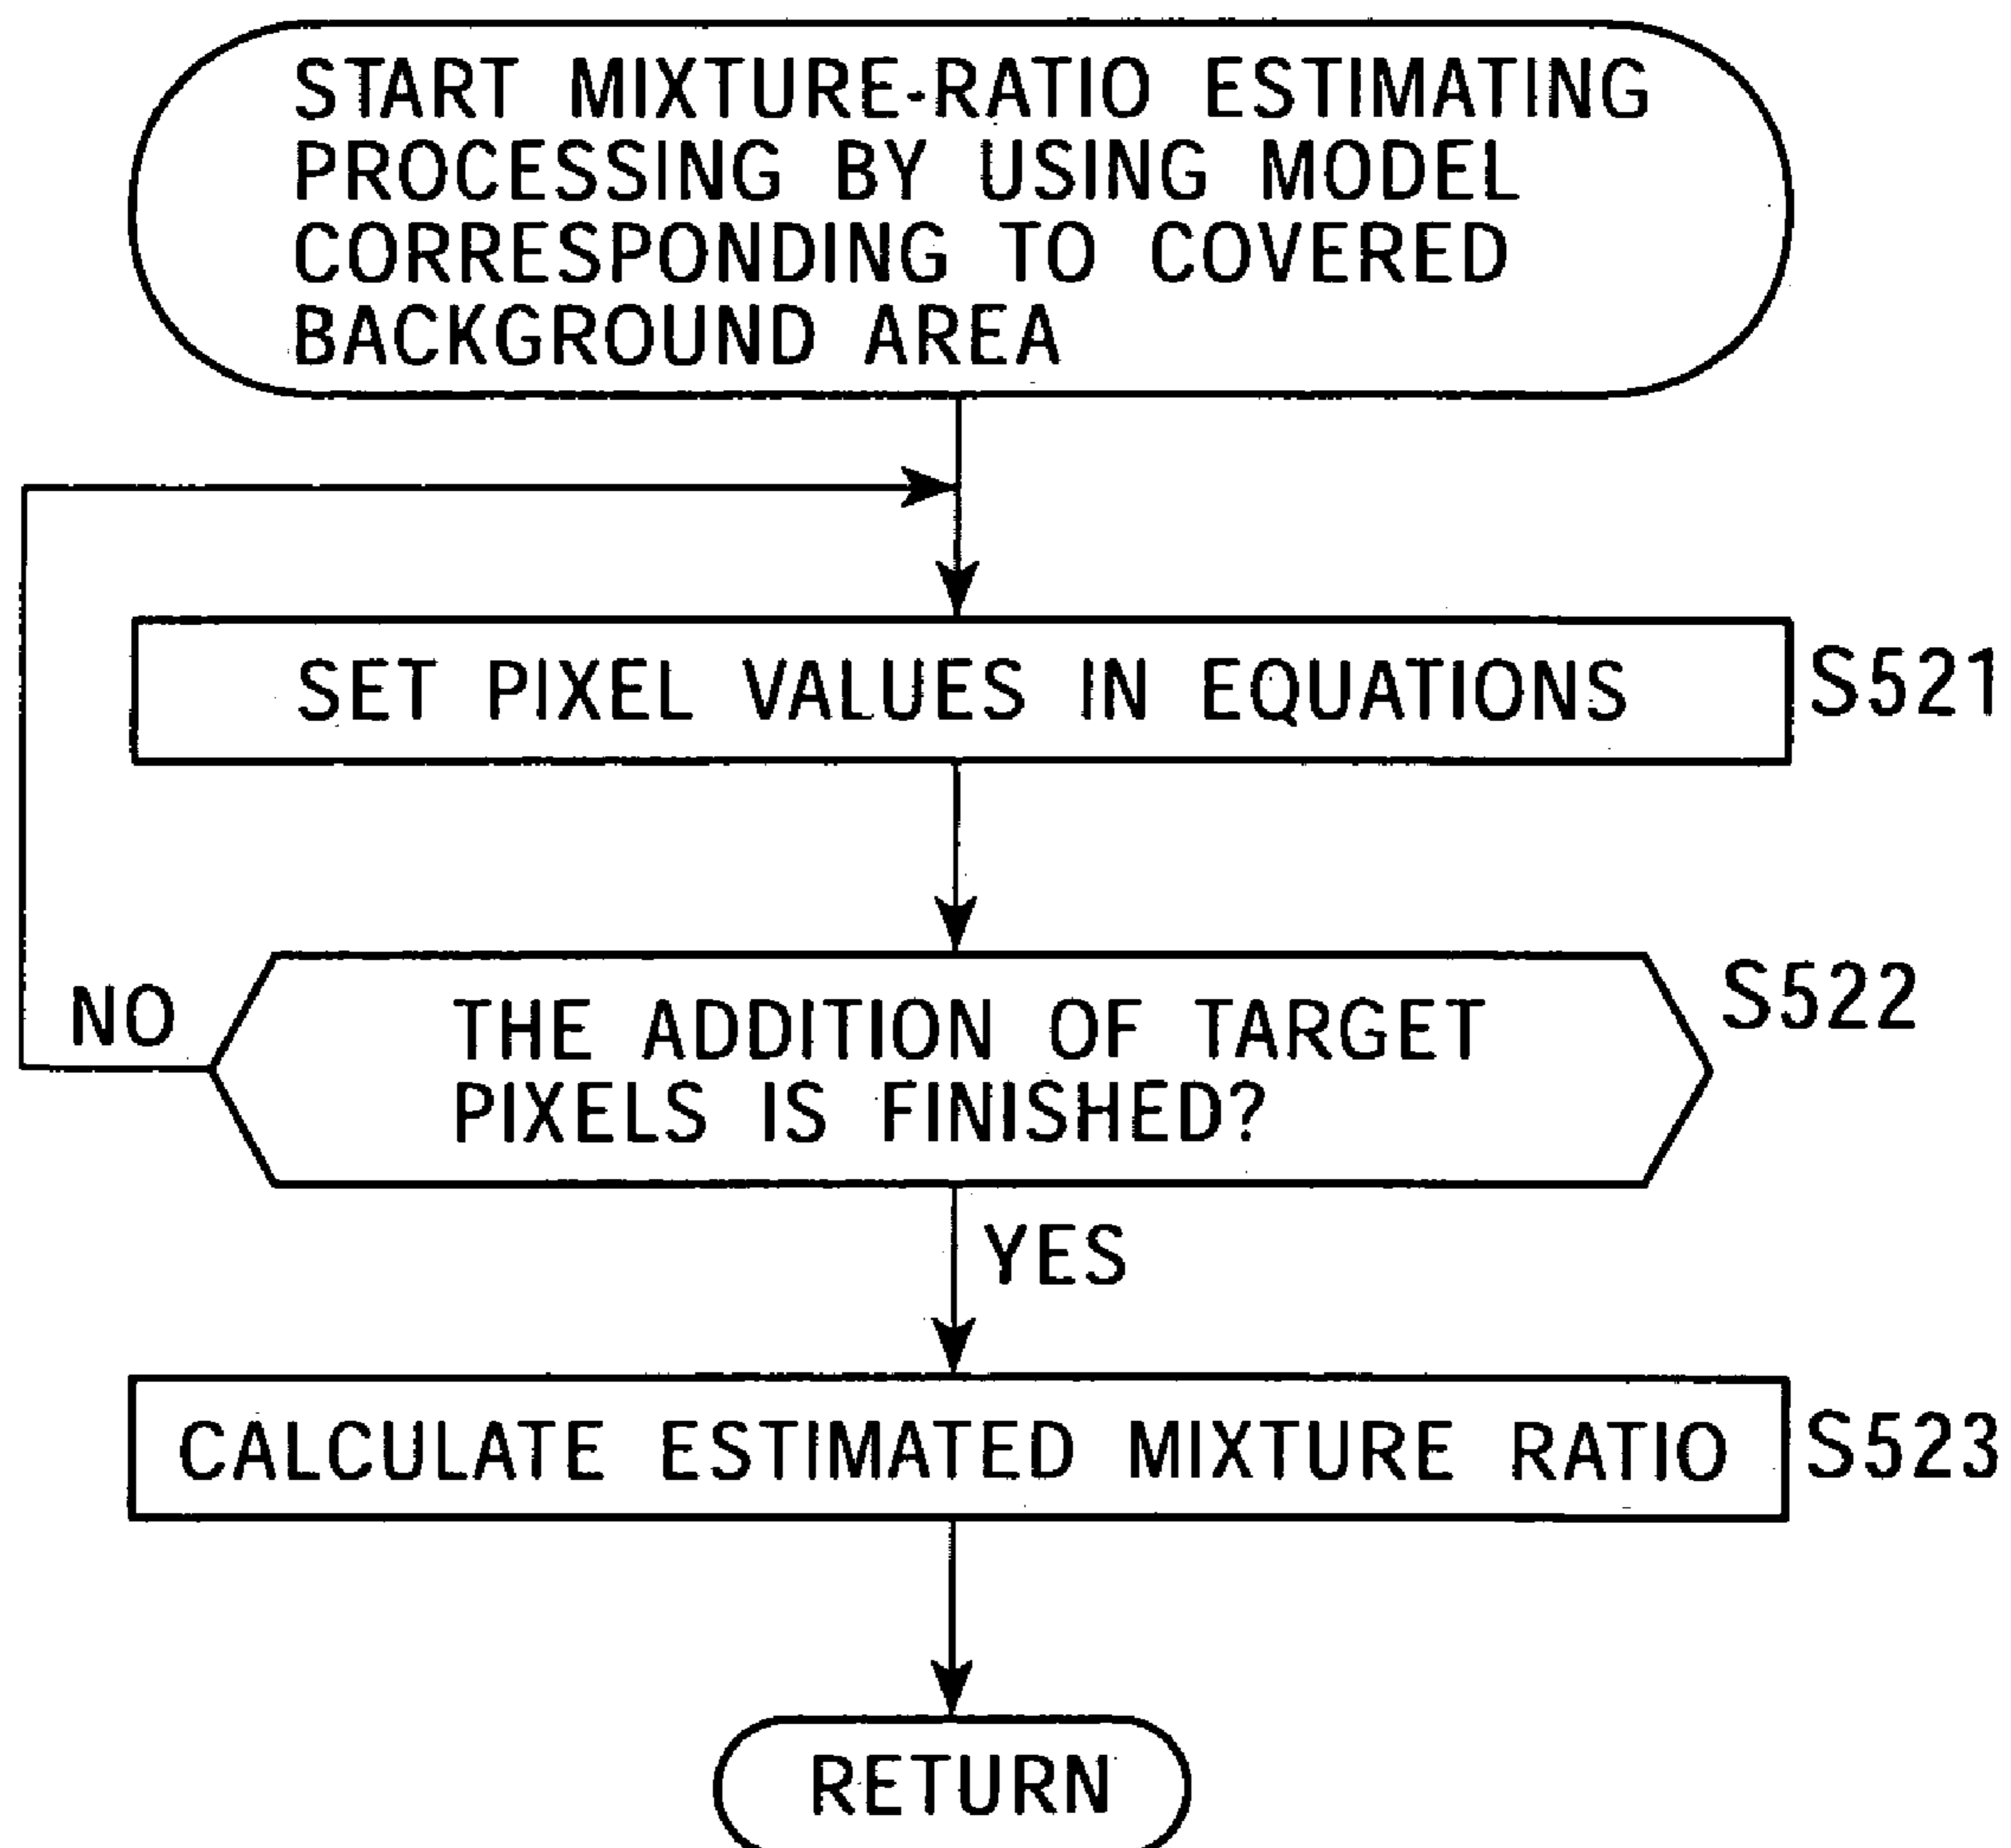 START MIXTURE-RATIO ESTIMATING
PROCESSING BY USING MODEL
CORRESPONDING TO COVERED
BACKGROUND AREA
SET PIXEL VALUES IN EQUATIONS
S521
NO
THE ADDITION OF TARGET
PIXELS IS FINISHED?
S522
YES
CALCULATE ESTIMATED MIXTURE RATIO
S523
RETURN